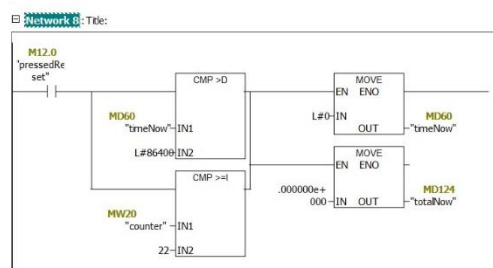 Network 8 : Title:
M12.0
"pressedRe
set"
CMP >D
MOVE
EN ENO
MD60
"timeNow" IN1
L#0 IN
MD60
OUT "timeNow"
L#86400 IN2
MOVE
EN ENO
CMP >=I
.000000e+
000 IN OUT
MD124
"totalNow"
MW20
"counter" IN1
22 IN2